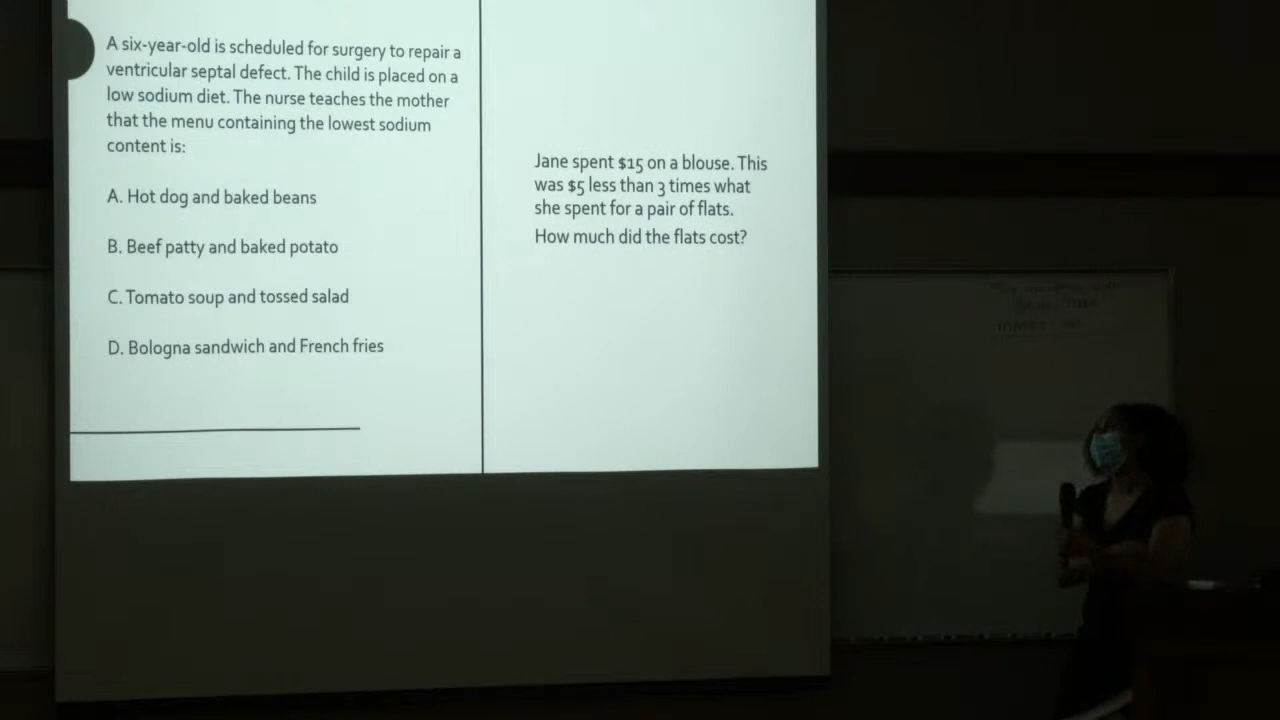 A six-year-old is scheduled for surgery to repair a
ventricular septal defect. The child is placed on a
low sodium diet. The nurse teaches the mother
that the menu containing the lowest sodium
content is:
A. Hot dog and baked beans
B. Beef patty and baked potato
C. Tomato soup and tossed salad
D. Bologna sandwich and French fries
Jane spent $15 on a blouse. This
was $5 less than 3 times what
she spent for a pair of flats.
How much did the flats cost?